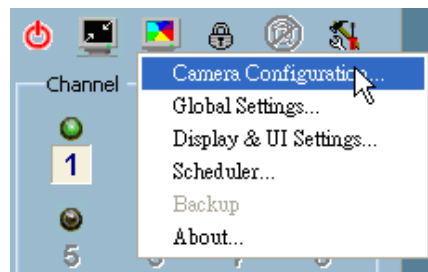 Channel
Camera Configuration...
Global Settings...
1
Display & UI Settings...
Scheduler...
Backup
About...
5